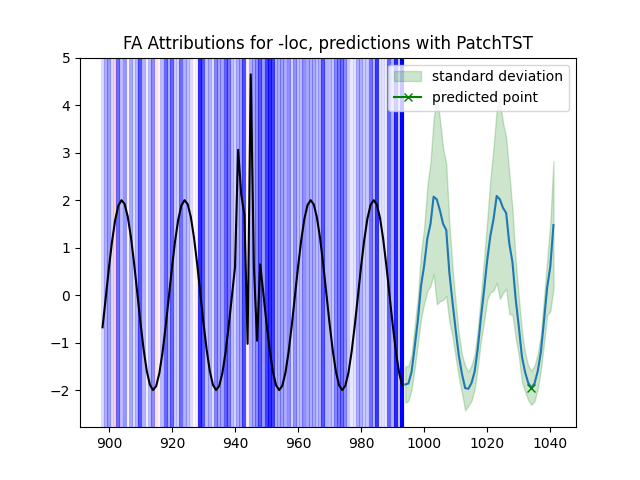 FA Attributions for -loc, predictions with PatchTST
standard deviation
predicted point
5
4
3
2
1
0
−1
−2
900 920 940 960 980 1000 1020 1040